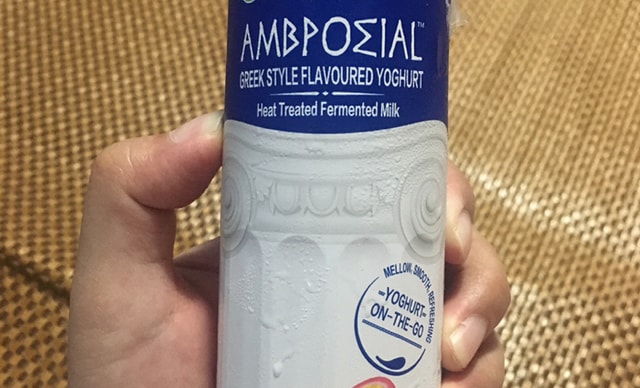 AMBPOΣIAL™
GREEK STYLE FLAVOURED YOGHURT
Heat Treated Fermented Milk
MELLOW, SMOOTH, REFRESHING
-YOGHURT-
ON-THE-GO